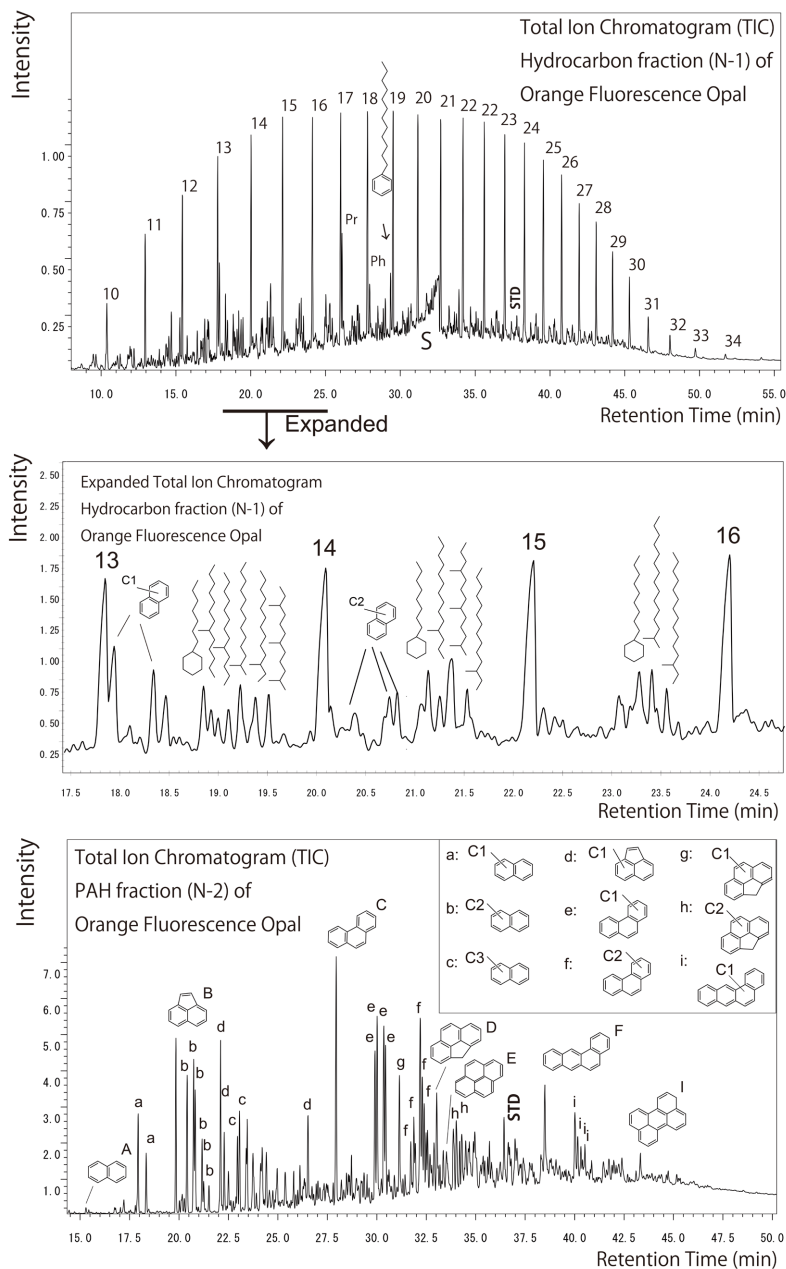 Intensity
Total Ion Chromatogram (TIC)
Hydrocarbon fraction (N-1) of
Orange Fluorescence Opal
10 11 12 13 14 15 16 17 18 19 20 21 22 22 23 24 25 26 27 28 29 30 31 32 33 34
Pr
Ph
S
STD
1.00
0.75
0.50
0.25
10.0 15.0 20.0 25.0 30.0 35.0 40.0 45.0 50.0 55.0
Retention Time (min)
Expanded
Intensity
Expanded Total Ion Chromatogram
Hydrocarbon fraction (N-1) of
Orange Fluorescence Opal
13 14 15 16
C1
C2
2.50
2.25
2.00
1.75
1.50
1.25
1.00
0.75
0.50
0.25
17.5 18.0 18.5 19.0 19.5 20.0 20.5 21.0 21.5 22.0 22.5 23.0 23.5 24.0 24.5
Retention Time (min)
Intensity
Total Ion Chromatogram (TIC)
PAH fraction (N-2) of
Orange Fluorescence Opal
a: C1
d: C1
g: C1
b: C2
e: C1
h: C2
c: C3
f: C2
i: C1
7.0
6.0
5.0
4.0
3.0
2.0
1.0
A
a
a
B
b
b
b
b
b
d
d
c
c
d
C
e
e
e
e
g
c
f
f
f
f
D
E
h
h
STD
F
i
i
i
i
I
15.0 17.5 20.0 22.5 25.0 27.5 30.0 32.5 35.0 37.5 40.0 42.5 45.0 47.5 50.0
Retention Time (min)